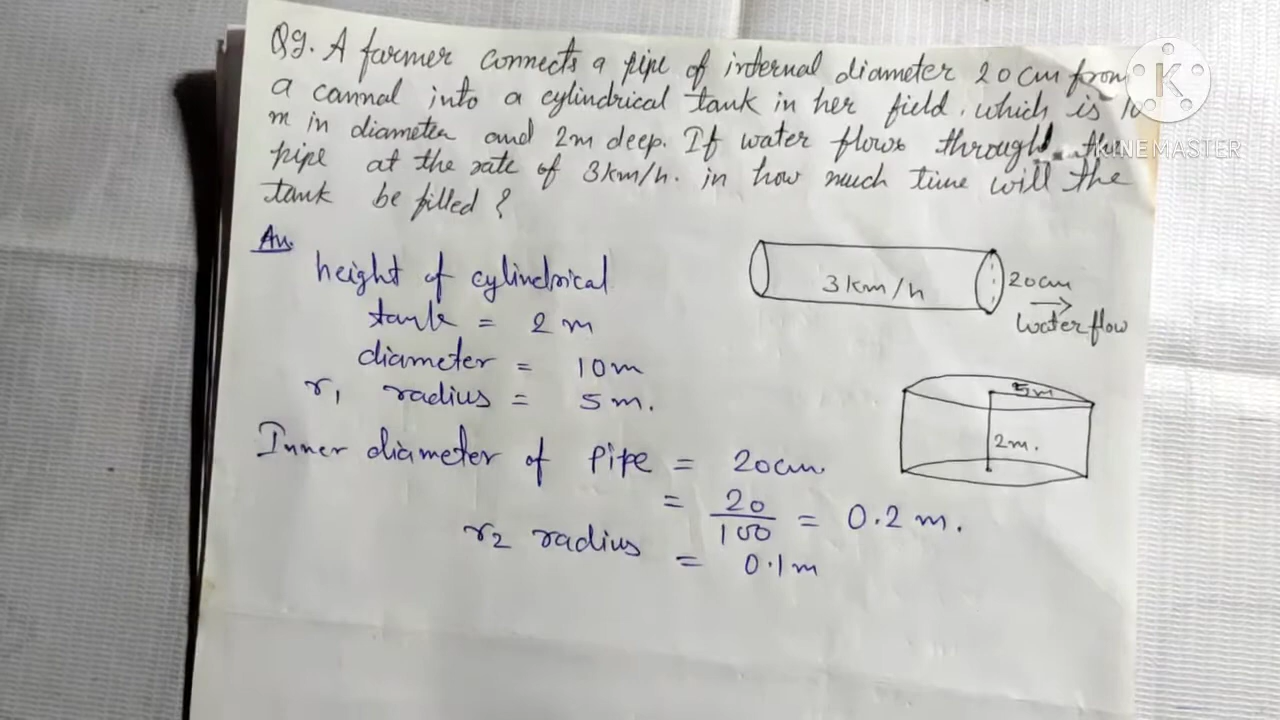 Q9. A farmer connects a pipe of internal diameter 20 cm from
a cannal into a cylindrical tank in her field. which is 10
m in diameter and 2m deep. If water flows through the
pipe at the rate of 3km/h. in how much time will the
tank be filled ?
KINEMASTER
An.
height of cylindrical
tank = 2 m
diameter = 10m
r₁ radius = 5 m.
3km/h
20cm
water flow
5m
2m.
Inner diameter of Pipe = 20cm
= 20/100 = 0.2 m.
r₂ radius = 0.1m